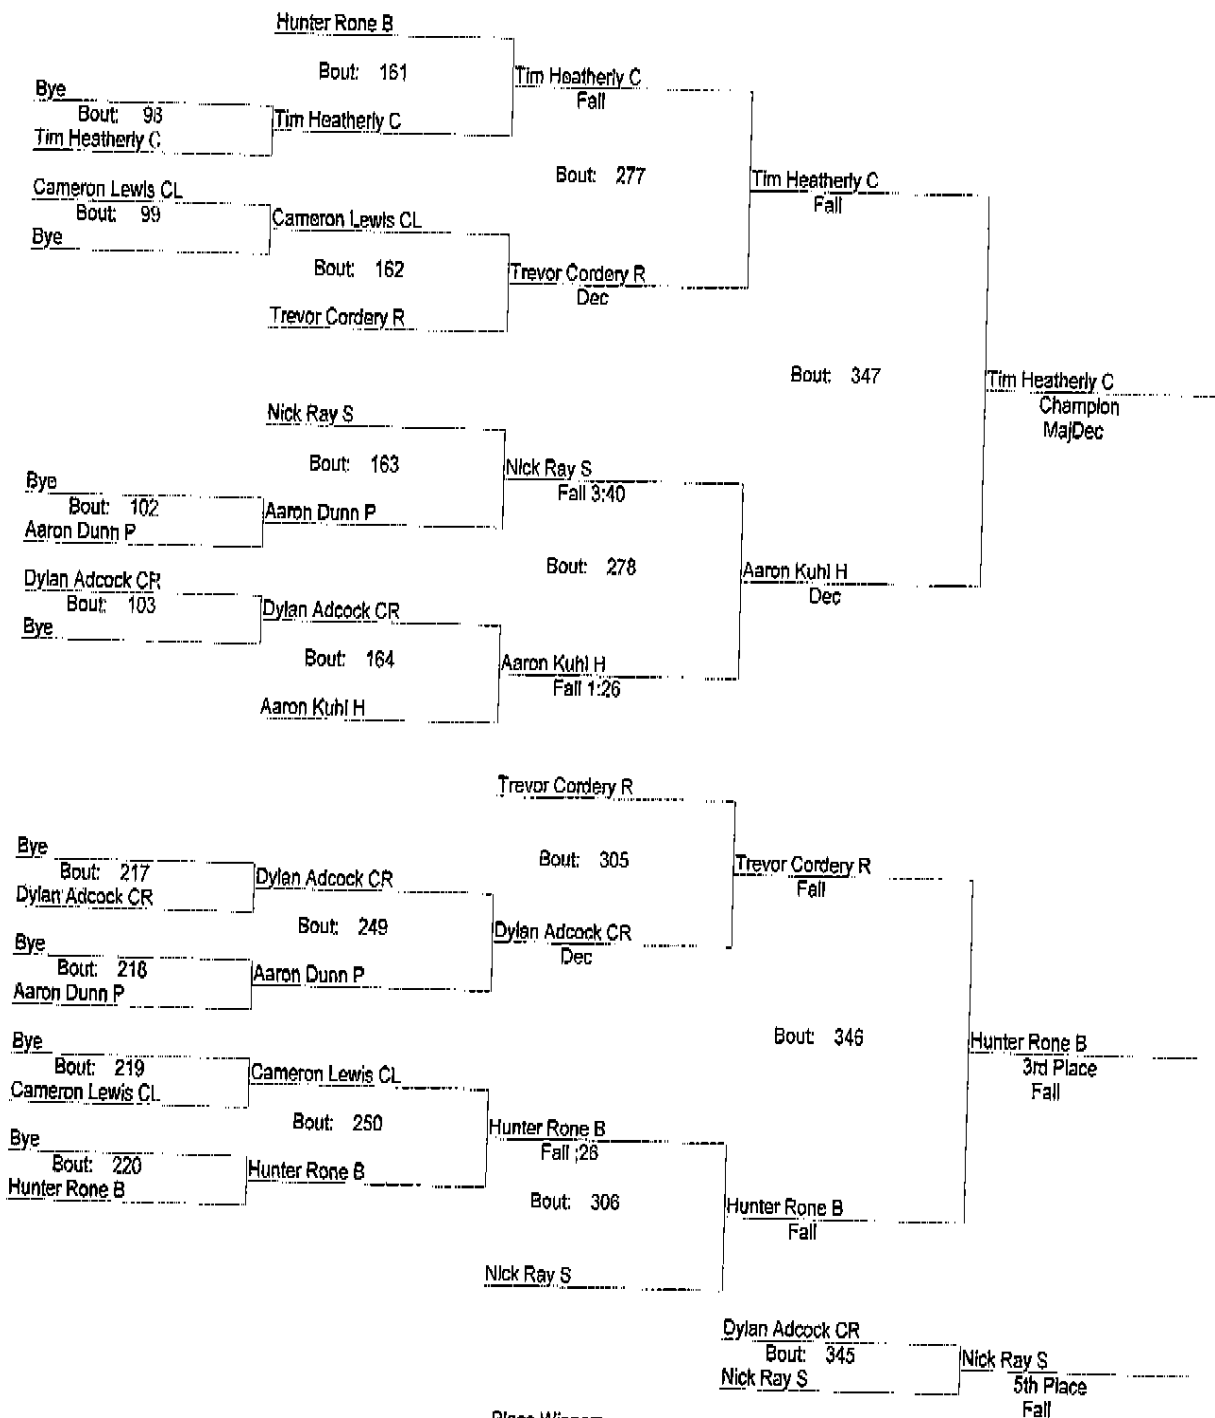 Hunter Rone B
Bout: 161
Tim Heatherly C
Fall
Bye
Bout: 98
Tim Heatherly C
Tim Heatherly C
Bout: 277
Tim Heatherly C
Fall
Cameron Lewis CL
Bout: 99
Bye
Cameron Lewis CL
Bout: 162
Trevor Cordery R
Dec
Trevor Cordery R
Bout: 347
Tim Heatherly C
Champion
MajDec
Nick Ray S
Bout: 163
Nick Ray S
Fall 3:40
Bye
Bout: 102
Aaron Dunn P
Aaron Dunn P
Bout: 278
Aaron Kuhl H
Dec
Dylan Adcock CR
Bout: 103
Bye
Dylan Adcock CR
Bout: 164
Aaron Kuhl H
Fall 1:26
Aaron Kuhl H
Trevor Cordery R
Bout: 305
Trevor Cordery R
Fall
Bye
Bout: 217
Dylan Adcock CR
Dylan Adcock CR
Bout: 249
Dylan Adcock CR
Dec
Bye
Bout: 218
Aaron Dunn P
Aaron Dunn P
Bout: 346
Hunter Rone B
3rd Place
Fall
Bye
Bout: 219
Cameron Lewis CL
Cameron Lewis CL
Bout: 250
Hunter Rone B
Fall ;26
Bye
Bout: 220
Hunter Rone B
Hunter Rone B
Bout: 306
Hunter Rone B
Fall
Nick Ray S
Dylan Adcock CR
Bout: 345
Nick Ray S
Nick Ray S
5th Place
Fall